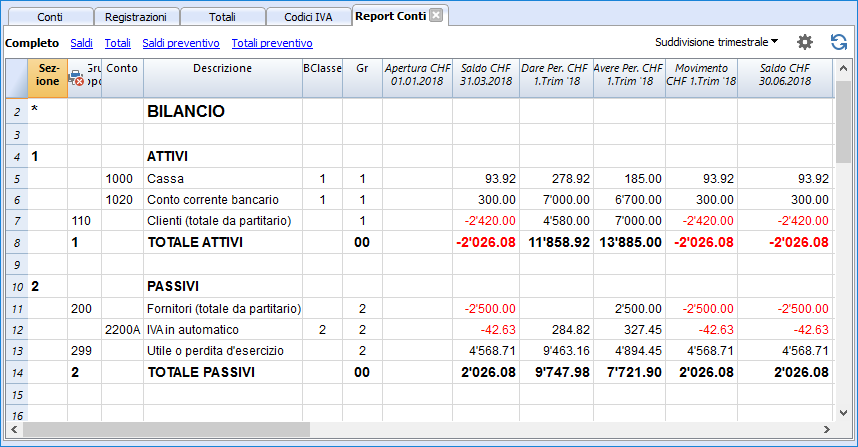 Conti Registrazioni Totali Codici IVA Report Conti
Completo Saldi Totali Saldi preventivo Totali preventivo Suddivisione trimestrale
Sezione Gruppo Conto Descrizione BClasse Gr Apertura CHF 01.01.2018 Saldo CHF 31.03.2018 Dare Per. CHF 1.Trim '18 Avere Per. CHF 1.Trim '18 Movimento CHF 1.Trim '18 Saldo CHF 30.06.2018
2 * BILANCIO
3
4 1 ATTIVI
5 1000 Cassa 1 1 93.92 278.92 185.00 93.92 93.92
6 1020 Conto corrente bancario 1 1 300.00 7'000.00 6'700.00 300.00 300.00
7 110 Clienti (totale da partitario) 1 -2'420.00 4'580.00 7'000.00 -2'420.00 -2'420.00
8 1 TOTALE ATTIVI 00 -2'026.08 11'858.92 13'885.00 -2'026.08 -2'026.08
9
10 2 PASSIVI
11 200 Fornitori (totale da partitario) 2 -2'500.00 2'500.00 -2'500.00 -2'500.00
12 2200A IVA in automatico 2 2 -42.63 284.82 327.45 -42.63 -42.63
13 299 Utile o perdita d'esercizio 2 4'568.71 9'463.16 4'894.45 4'568.71 4'568.71
14 2 TOTALE PASSIVI 00 2'026.08 9'747.98 7'721.90 2'026.08 2'026.08
15
16